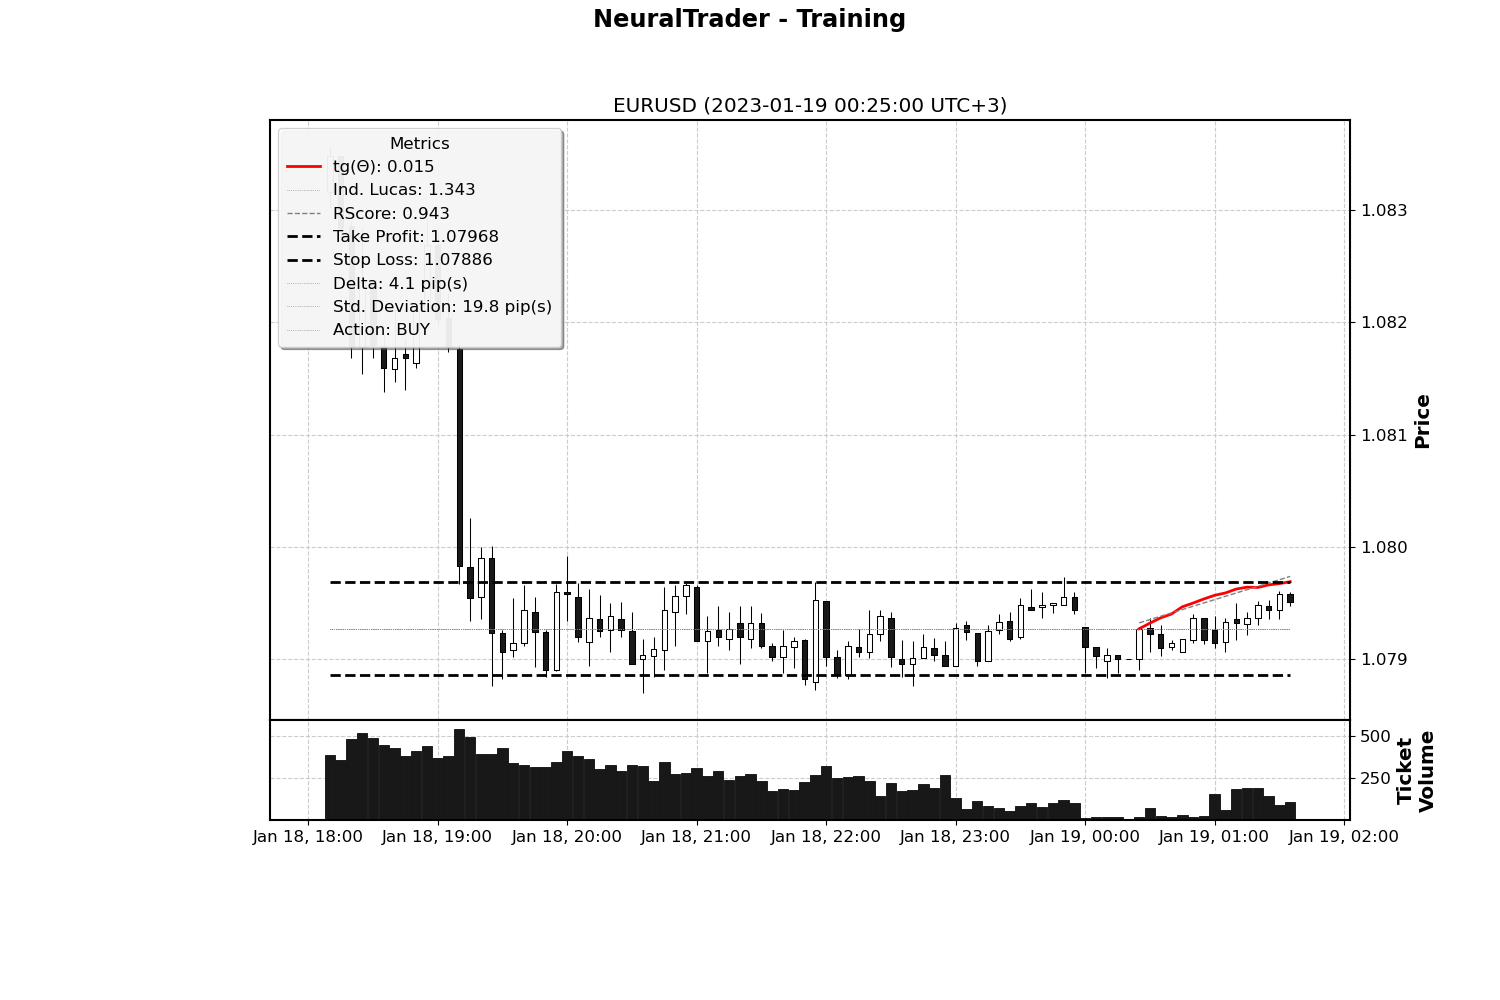 NeuralTrader - Training
EURUSD (2023-01-19 00:25:00 UTC+3)
Metrics
tg(Θ): 0.015
Ind. Lucas: 1.343
RScore: 0.943
Take Profit: 1.07968
Stop Loss: 1.07886
Delta: 4.1 pip(s)
Std. Deviation: 19.8 pip(s)
Action: BUY
1.083
1.082
1.081
1.080
1.079
Price
500
250
Ticket
Volume
Jan 18, 18:00
Jan 18, 19:00
Jan 18, 20:00
Jan 18, 21:00
Jan 18, 22:00
Jan 18, 23:00
Jan 19, 00:00
Jan 19, 01:00
Jan 19, 02:00